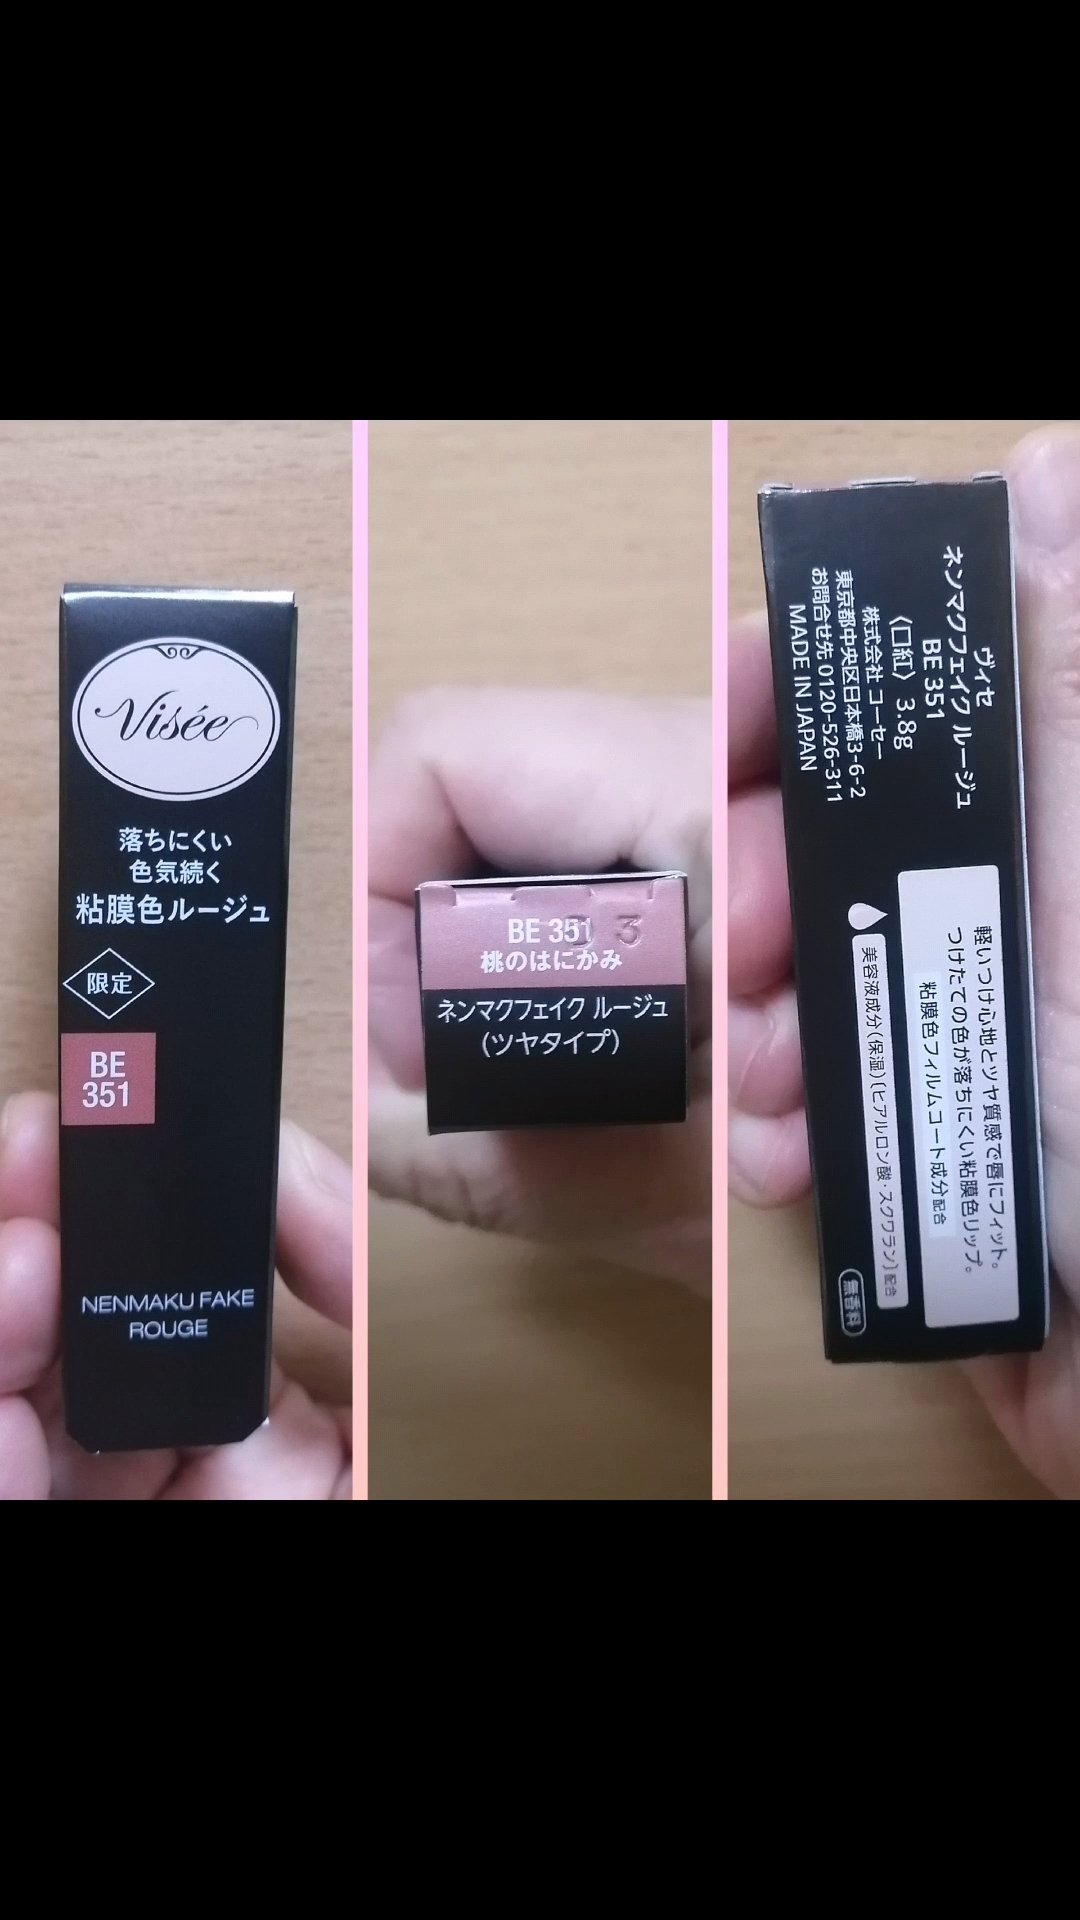 Visée
落ちにくい
色気続く
粘膜色ルージュ
限定
BE
351
NENMAKU FAKE
ROUGE
BE 351
桃のはにかみ
ネンマクフェイク ルージュ
(ツヤタイプ)
ヴィセ
ネンマクフェイク ルージュ
BE 351
〈口紅〉 3.8g
株式会社 コーセー
東京都中央区日本橋3-6-2
お問合せ先 0120-526-311
MADE IN JAPAN
軽いつけ心地とツヤ質感で唇にフィット。
つけたての色が落ちにくい粘膜色リップ。
粘膜色フィルムコート成分配合
美容液成分(保湿)[ヒアルロン酸・スクワラン]配合
無香料